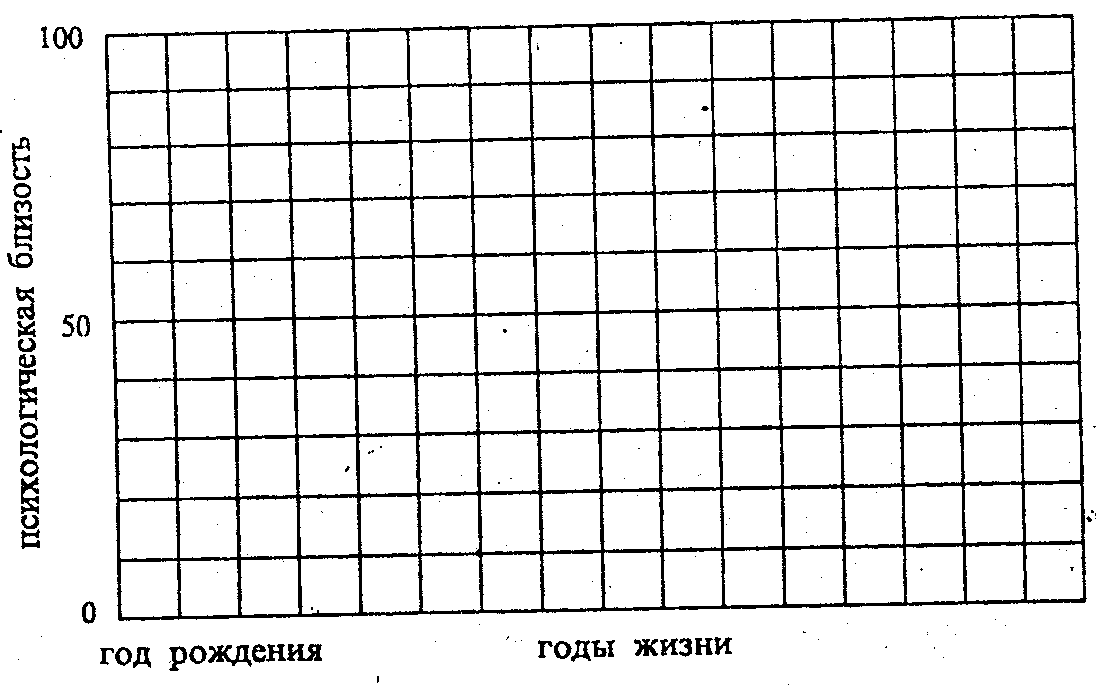 100
психологическая близость
50
0
год рождения
годы жизни